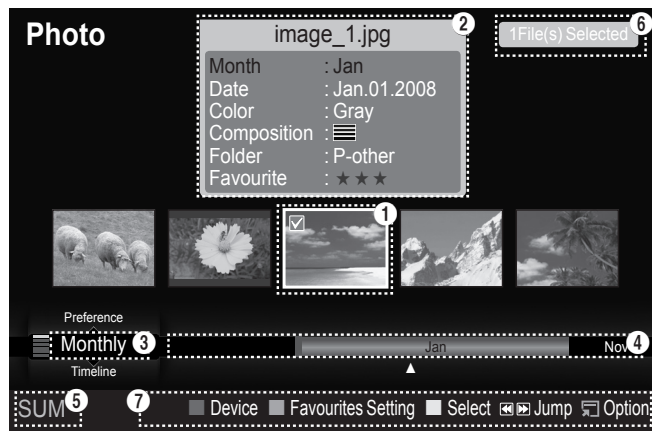 Photo
image_1.jpg
2
1File(s) Selected
6
Month : Jan
Date : Jan.01.2008
Color : Gray
Composition :
Folder : P-other
Favourite : ★★★
1
Preference
Monthly
3
Jan
Nov
4
Timeline
SUM
5
7
Device
Favourites Setting
Select
Jump
Option